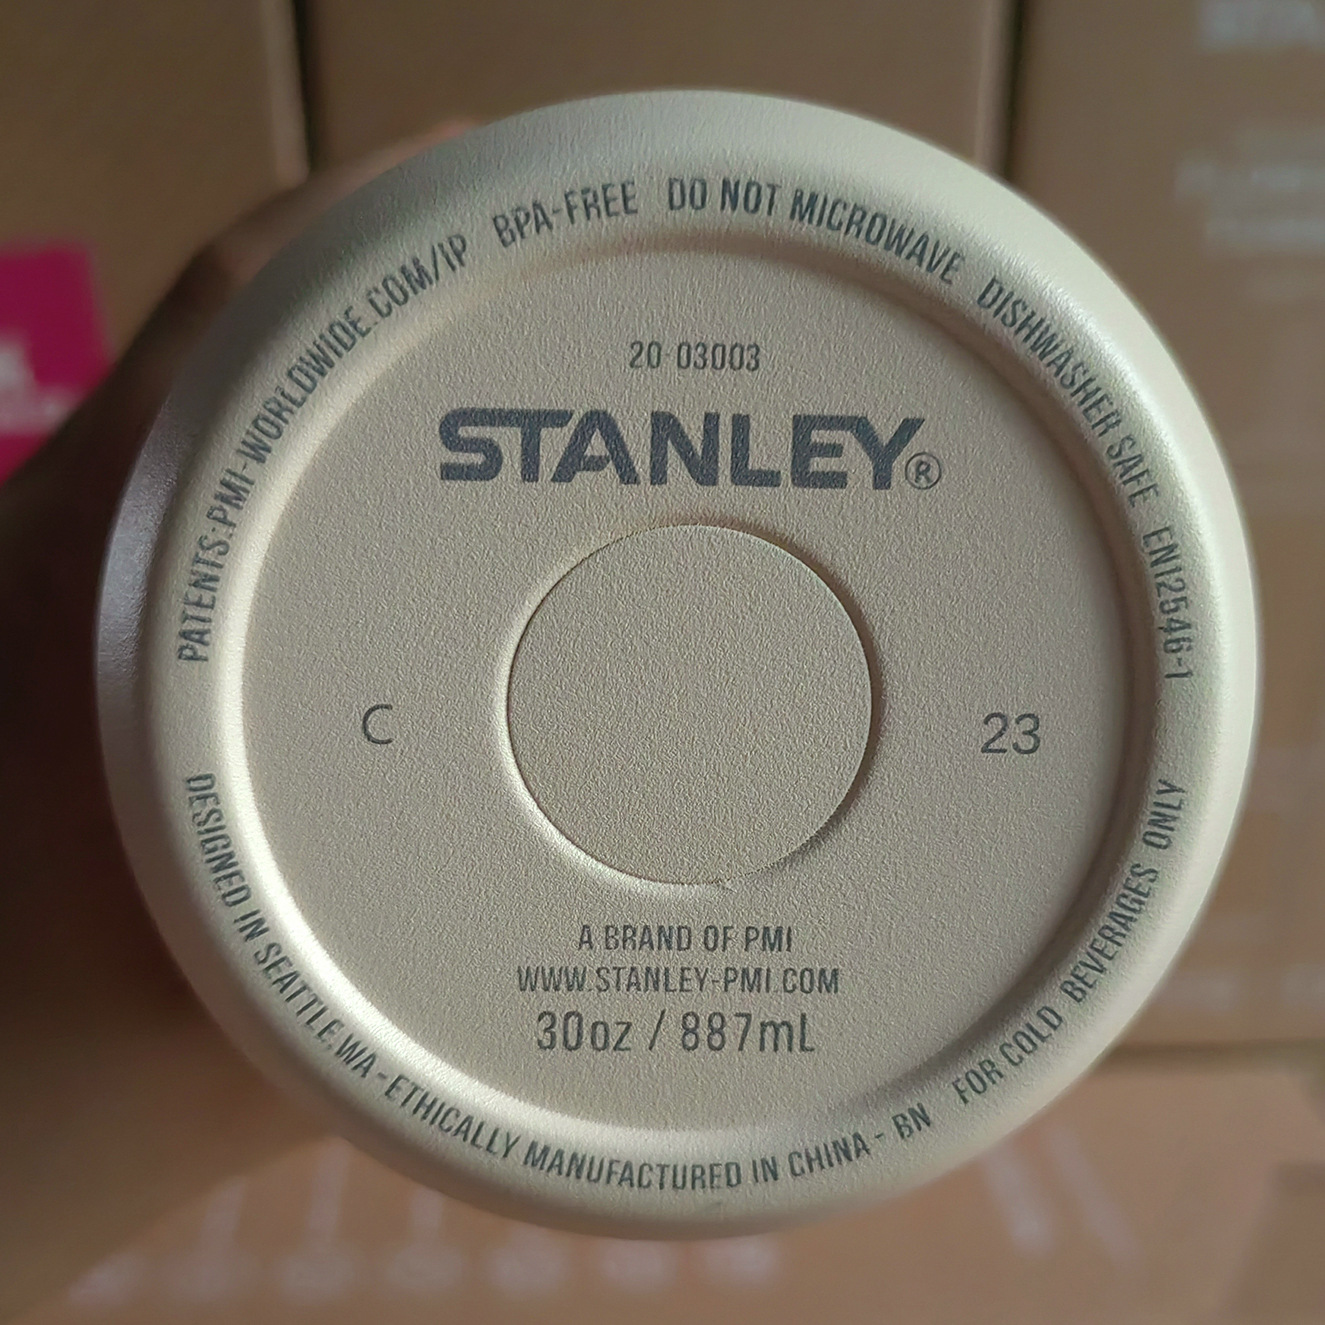 PATENTS:PMI-WORLDWIDE.COM/IP BPA-FREE DO NOT MICROWAVE DISHWASHER SAFE EN12546-1
20 03003
STANLEY®
C
23
A BRAND OF PMI
WWW.STANLEY-PMI.COM
30oz / 887mL
DESIGNED IN SEATTLE,WA-ETHICALLY MANUFACTURED IN CHINA- BN FOR COLD BEVERAGES ONLY